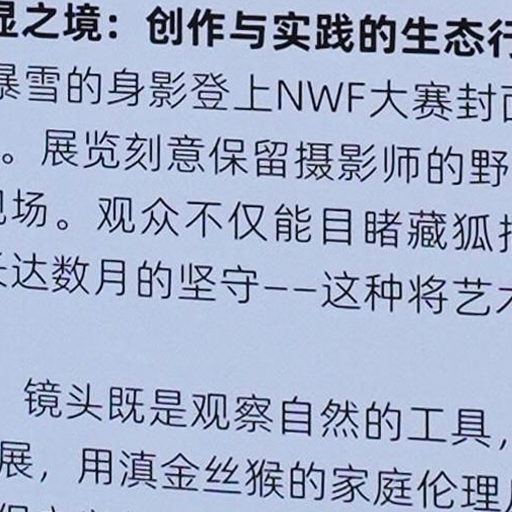 显之境：创作与实践的生态行
暴雪的身影登上NWF大赛封面
。展览刻意保留摄影师的野
现场。观众不仅能目睹藏狐
长达数月的坚守——这种将艺术
镜头既是观察自然的工具，
展，用滇金丝猴的家庭伦理